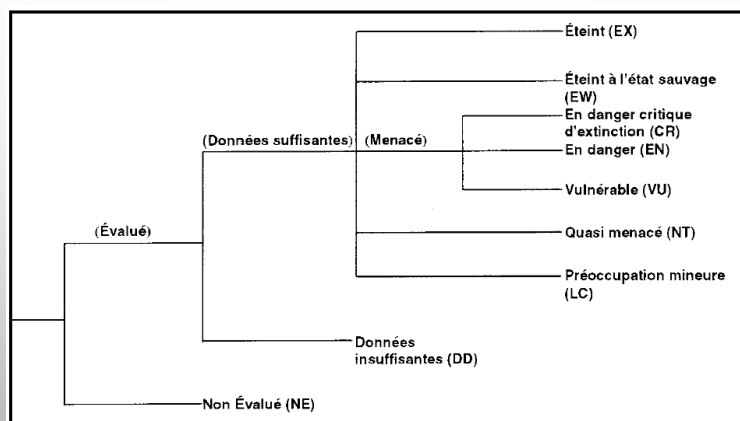 Éteint (EX)
Éteint à l'état sauvage
(EW)
En danger critique
d'extinction (CR)
(Données suffisantes) (Menacé)
En danger (EN)
Vulnérable (VU)
(Évalué)
Quasi menacé (NT)
Préoccupation mineure
(LC)
Données
insuffisantes (DD)
Non Évalué (NE)